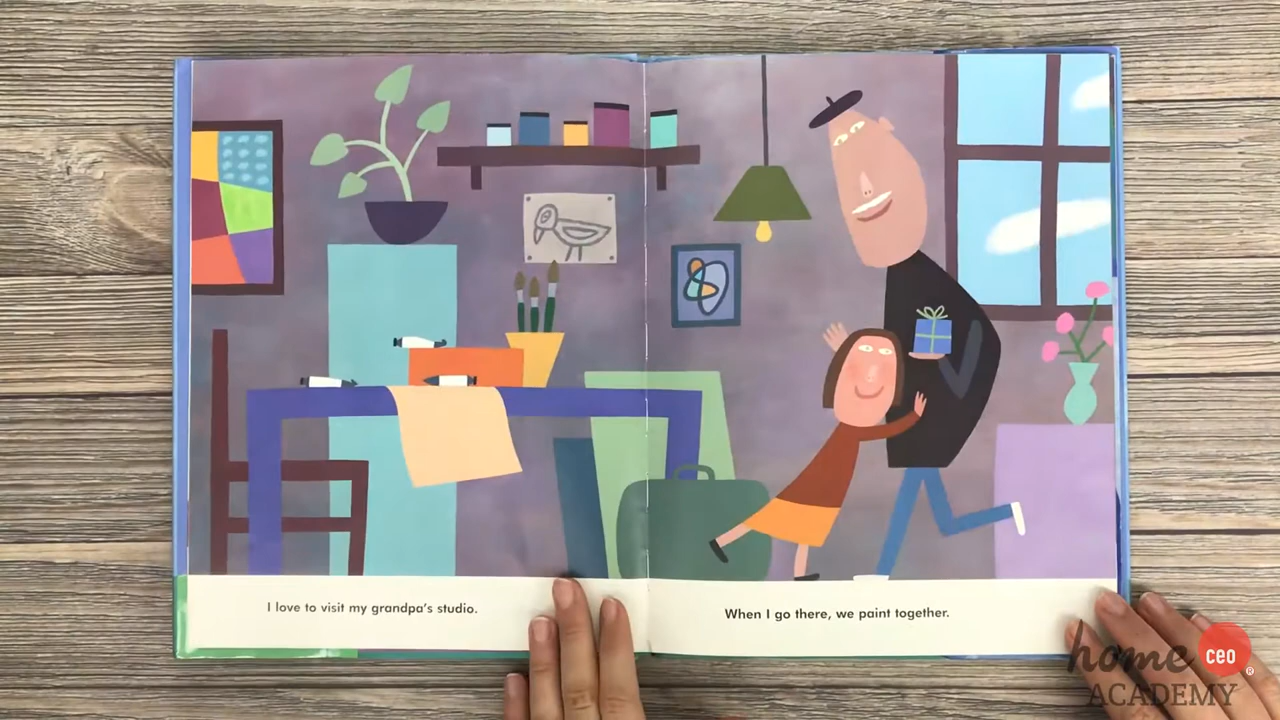 I love to visit my grandpa's studio.
When I go there, we paint together.
home
CEO
®
ACADEMY